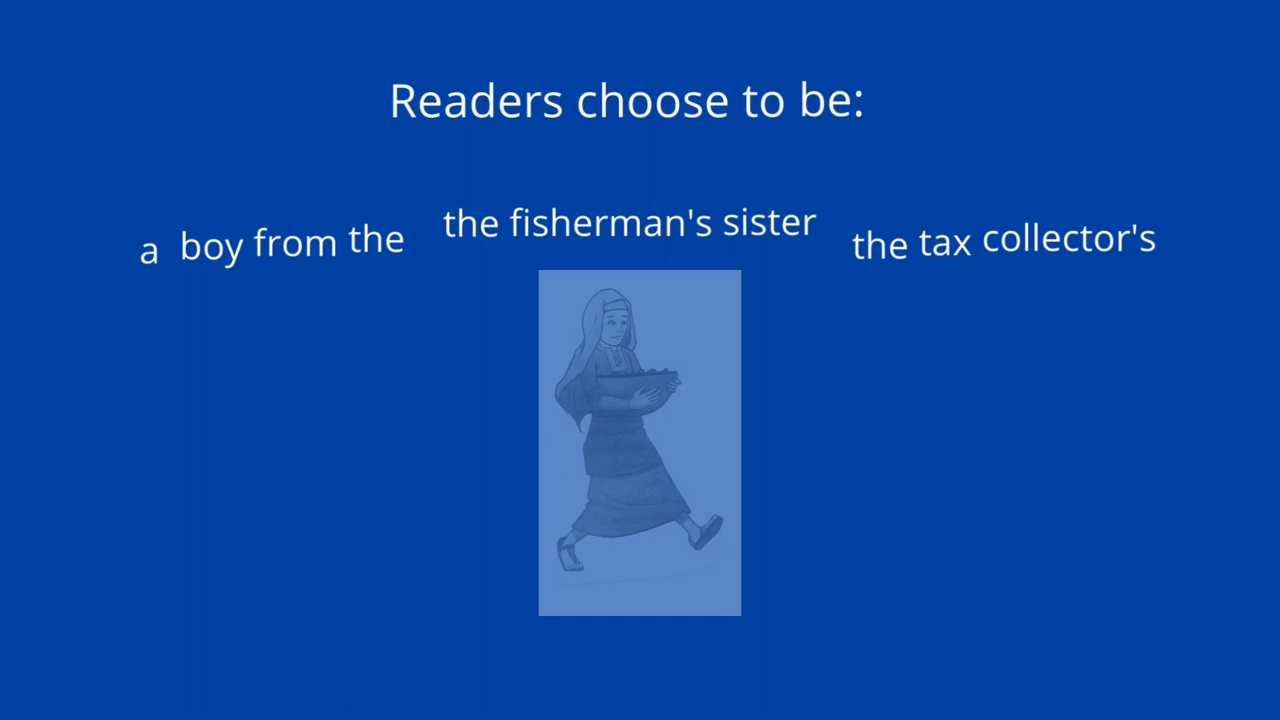 Readers choose to be:
a boy from the
the fisherman's sister
the tax collector's